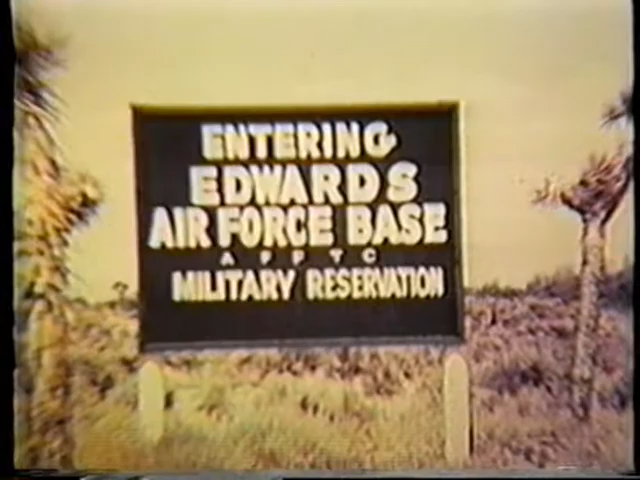 ENTERING
EDWARDS
AIR FORCE BASE
A F F T C
MILITARY RESERVATION